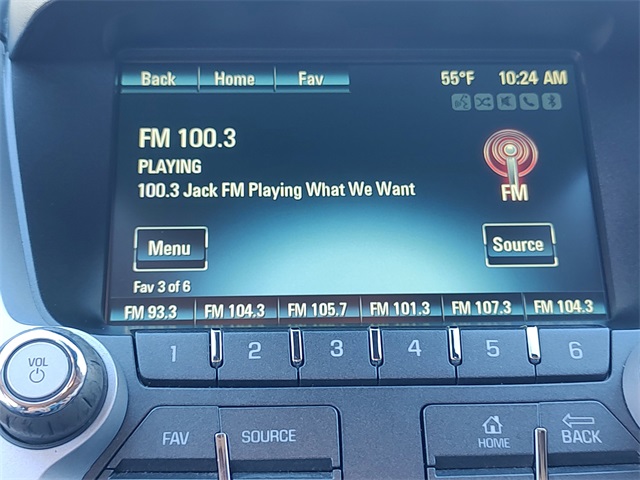 Back Home Fav 55°F 10:24 AM
FM 100.3
PLAYING
100.3 Jack FM Playing What We Want
FM
Menu Source
Fav 3 of 6
FM 93.3 FM 104.3 FM 105.7 FM 101.3 FM 107.3 FM 104.3
1 2 3 4 5 6
VOL
FAV SOURCE HOME BACK